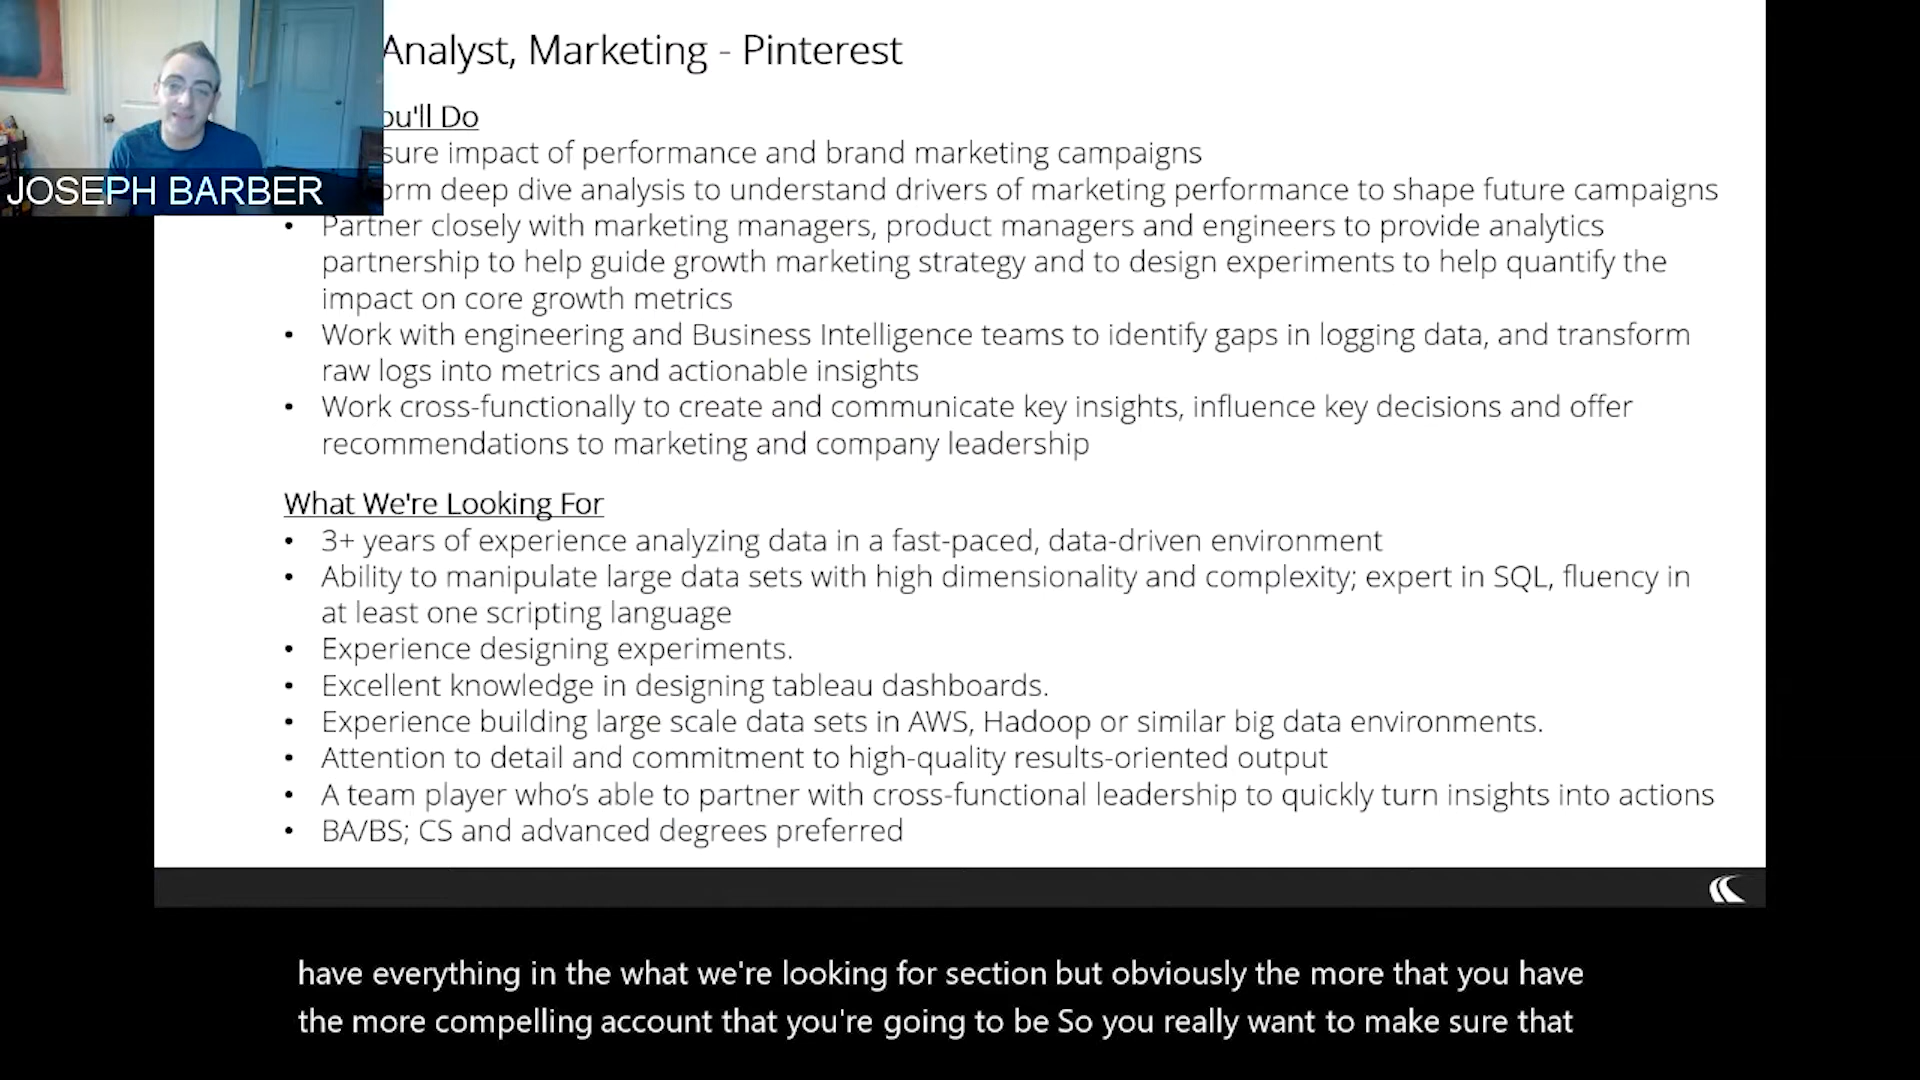 Analyst, Marketing - Pinterest
ou'll Do
JOSEPH BARBER
sure impact of performance and brand marketing campaigns
orm deep dive analysis to understand drivers of marketing performance to shape future campaigns
• Partner closely with marketing managers, product managers and engineers to provide analytics
partnership to help guide growth marketing strategy and to design experiments to help quantify the
impact on core growth metrics
• Work with engineering and Business Intelligence teams to identify gaps in logging data, and transform
raw logs into metrics and actionable insights
• Work cross-functionally to create and communicate key insights, influence key decisions and offer
recommendations to marketing and company leadership
What We're Looking For
• 3+ years of experience analyzing data in a fast-paced, data-driven environment
• Ability to manipulate large data sets with high dimensionality and complexity; expert in SQL, fluency in
at least one scripting language
• Experience designing experiments.
• Excellent knowledge in designing tableau dashboards.
• Experience building large scale data sets in AWS, Hadoop or similar big data environments.
• Attention to detail and commitment to high-quality results-oriented output
• A team player who’s able to partner with cross-functional leadership to quickly turn insights into actions
• BA/BS; CS and advanced degrees preferred
have everything in the what we're looking for section but obviously the more that you have
the more compelling account that you're going to be So you really want to make sure that